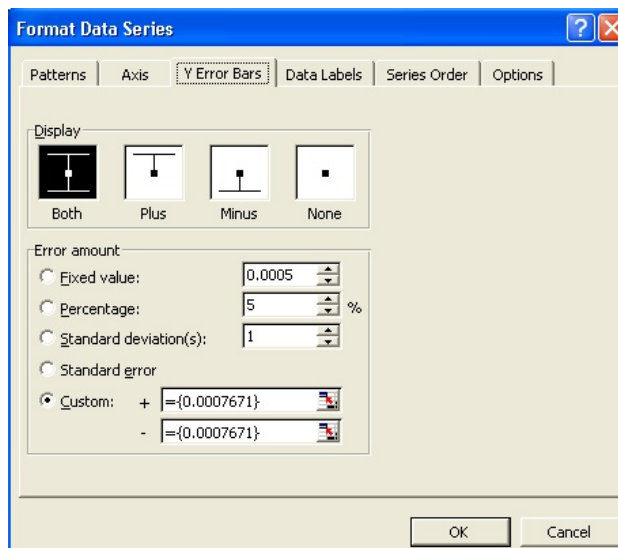 Format Data Series
Patterns Axis Y Error Bars Data Labels Series Order Options
Display
Both Plus Minus None
Error amount
Fixed value: 0.0005
Percentage: 5 %
Standard deviation(s): 1
Standard error
Custom: + ={0.0007671}
- ={0.0007671}
OK Cancel